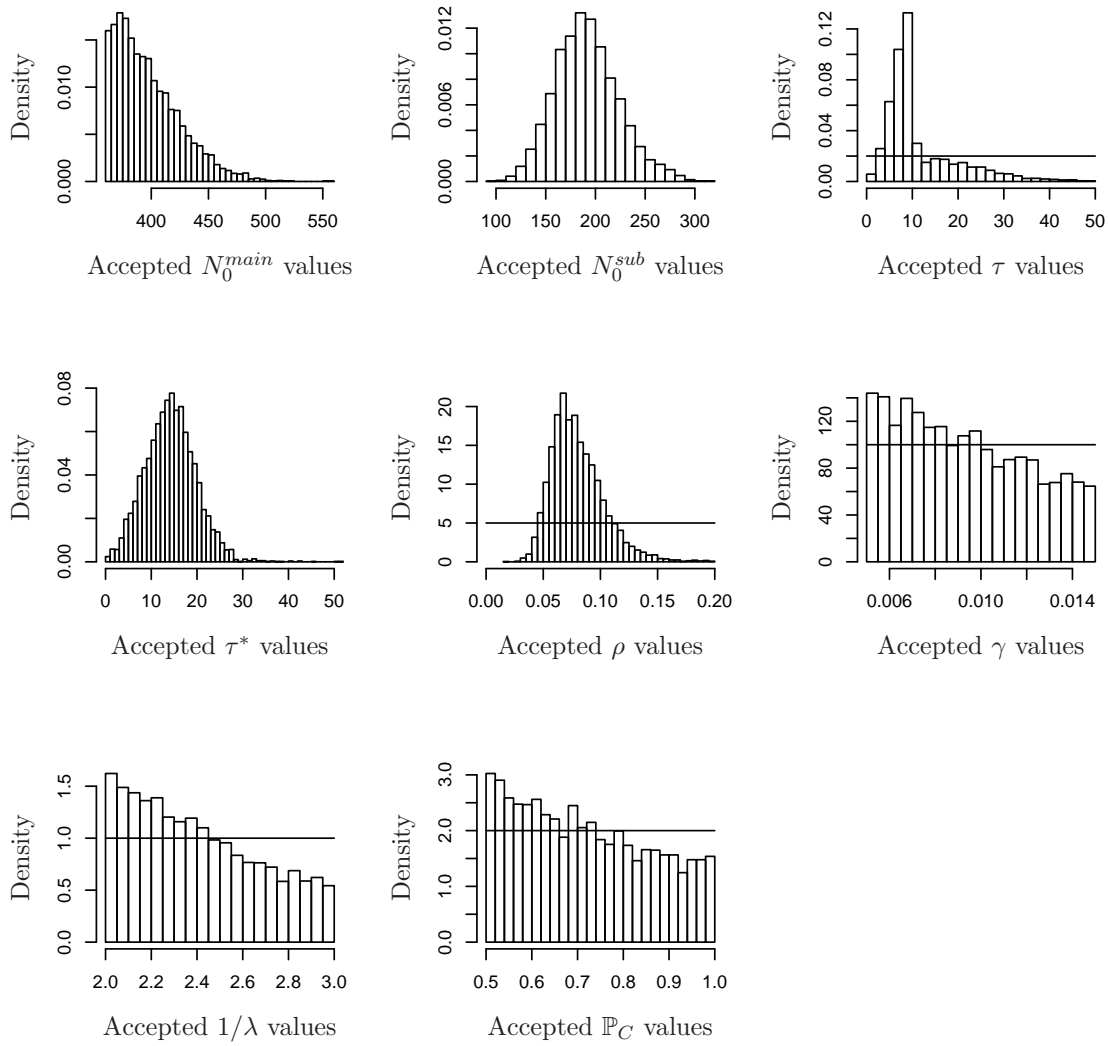 Density
0.000 0.010
400 450 500 550
Accepted $N_0^{main}$ values
Density
0.000 0.006 0.012
100 150 200 250 300
Accepted $N_0^{sub}$ values
Density
0.00 0.04 0.08 0.12
0 10 20 30 40 50
Accepted τ values
Density
0.00 0.04 0.08
0 10 20 30 40 50
Accepted τ* values
Density
0 5 10 15 20
0.00 0.05 0.10 0.15 0.20
Accepted ρ values
Density
0 40 80 120
0.006 0.010 0.014
Accepted γ values
Density
0.0 0.5 1.0 1.5
2.0 2.2 2.4 2.6 2.8 3.0
Accepted 1/λ values
Density
0.0 1.0 2.0 3.0
0.5 0.6 0.7 0.8 0.9 1.0
Accepted ℙ_C values